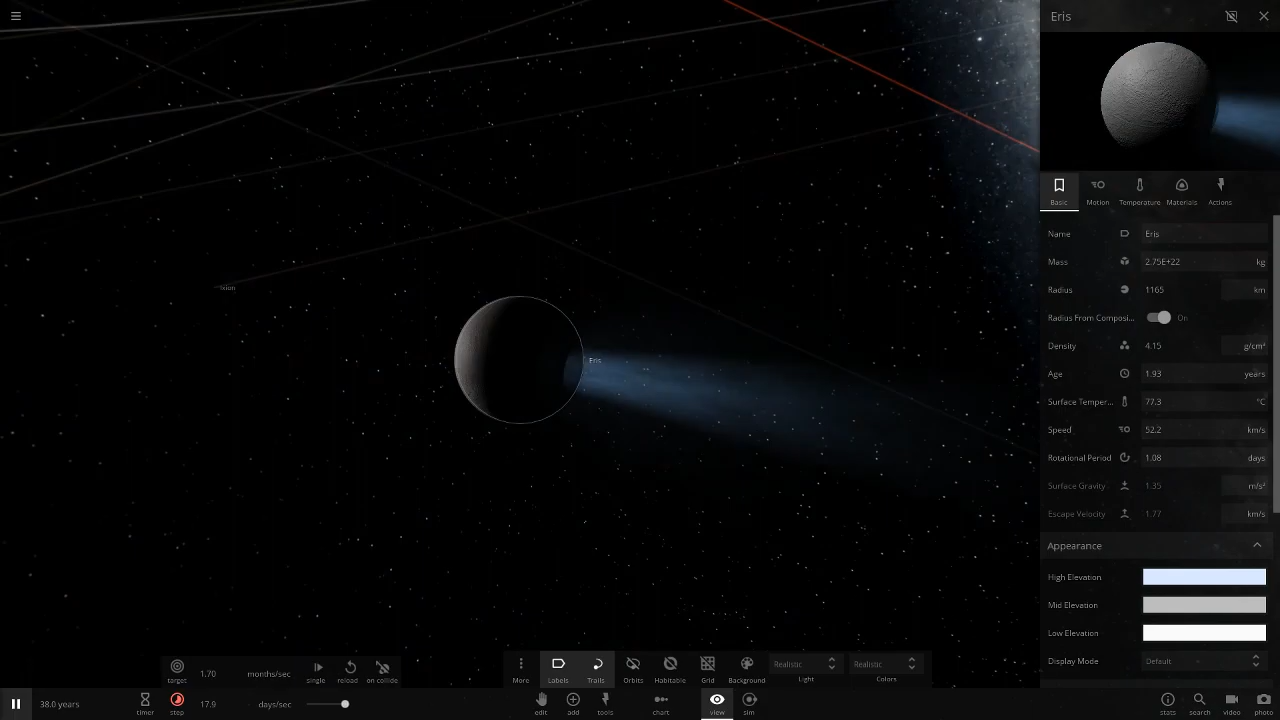 Eris
Basic
Motion
Temperature
Materials
Actions
Name Eris
Mass 2.75E+22 kg
Radius 1165 km
Radius From Composi... On
Density 4.15 g/cm³
Age 1.93 years
Surface Temper... 77.3 °C
Speed 52.2 km/s
Rotational Period 1.08 days
Surface Gravity 1.35 m/s²
Escape Velocity 1.77 km/s
Appearance
High Elevation
Mid Elevation
Low Elevation
Display Mode Default
Ixion
Eris
target
1.70 months/sec
single
reload
on collide
More
Labels
Trails
Orbits
Habitable
Grid
Background
Realistic
Light
Realistic
Colors
38.0 years
timer
step
17.9 days/sec
edit
add
tools
chart
view
sim
stats
search
video
photo